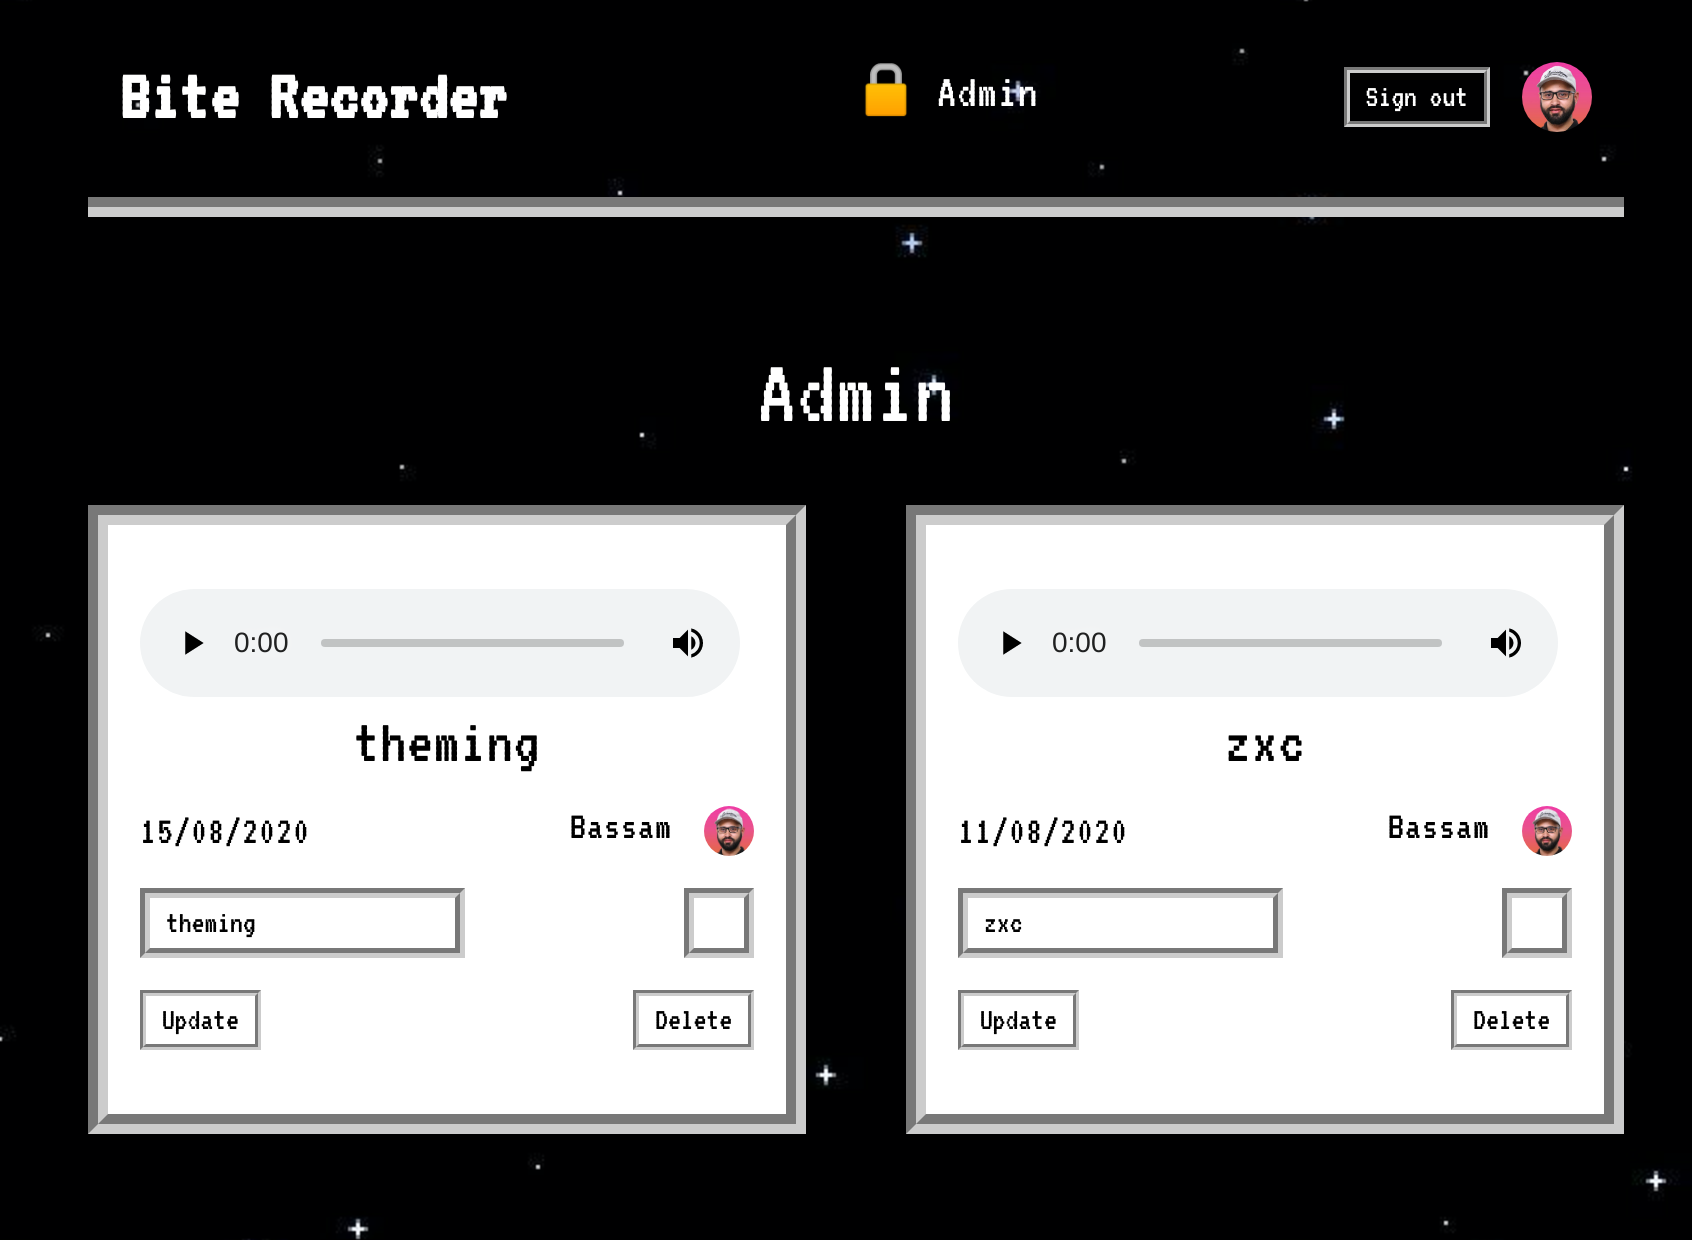 Bite Recorder
🔒 Admin
Sign out
Admin
0:00
theming
15/08/2020 Bassam
theming
Update Delete
0:00
zxc
11/08/2020 Bassam
zxc
Update Delete